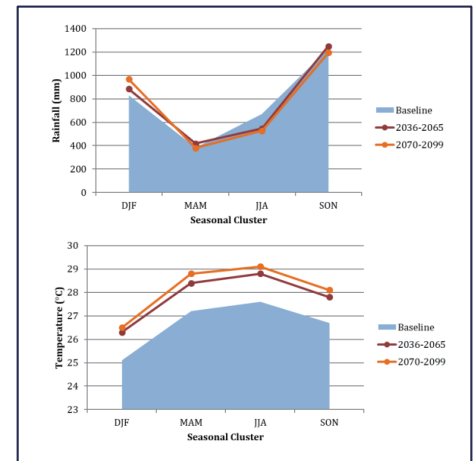 1400
1200
1000
800
600
400
200
0
Rainfall (mm)
DJF MAM JJA SON
Seasonal Cluster
Baseline
2036-2065
2070-2099
30
29
28
27
26
25
24
23
Temperature (°C)
DJF MAM JJA SON
Seasonal Cluster
Baseline
2036-2065
2070-2099